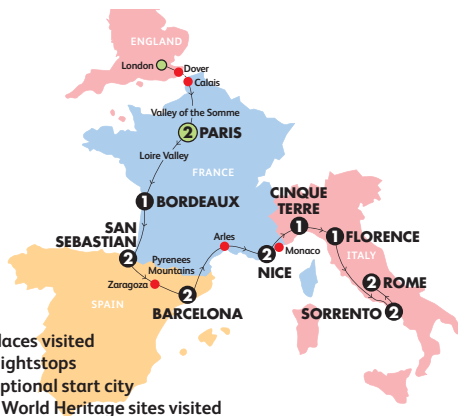 ENGLAND
London
Dover
Calais
Valley of the Somme
2 PARIS
Loire Valley
FRANCE
1 BORDEAUX
CINQUE
TERRE
1
1 FLORENCE
SAN
SEBASTIAN
2
Pyrenees
Mountains
Arles
2
NICE
Monaco
ITALY
2 ROME
Zaragoza
2
BARCELONA
SPAIN
SORRENTO 2
laces visited
ightstops
ptional start city
World Heritage sites visited